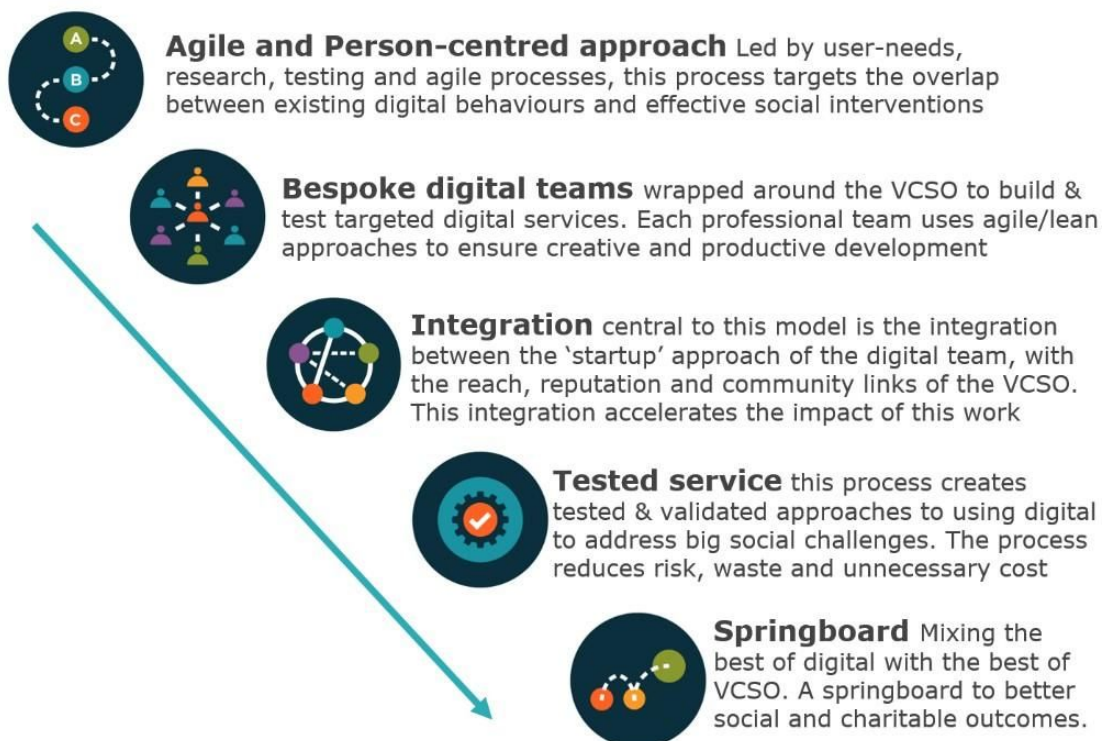 A
B
C
Agile and Person-centred approach Led by user-needs,
research, testing and agile processes, this process targets the overlap
between existing digital behaviours and effective social interventions
Bespoke digital teams wrapped around the VCSO to build &
test targeted digital services. Each professional team uses agile/lean
approaches to ensure creative and productive development
Integration central to this model is the integration
between the ‘startup’ approach of the digital team, with
the reach, reputation and community links of the VCSO.
This integration accelerates the impact of this work
Tested service this process creates
tested & validated approaches to using digital
to address big social challenges. The process
reduces risk, waste and unnecessary cost
Springboard Mixing the
best of digital with the best of
VCSO. A springboard to better
social and charitable outcomes.